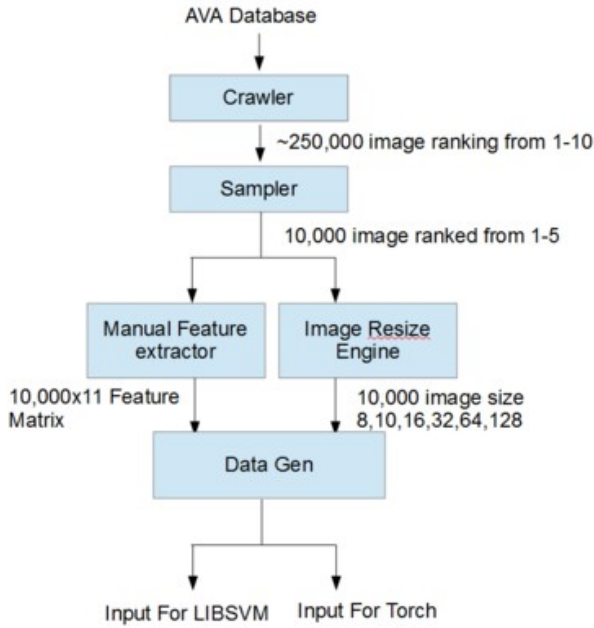 AVA Database
Crawler
~250,000 image ranking from 1-10
Sampler
10,000 image ranked from 1-5
Manual Feature
extractor
Image Resize
Engine
10,000x11 Feature
Matrix
10,000 image size
8,10,16,32,64,128
Data Gen
Input For LIBSVM
Input For Torch